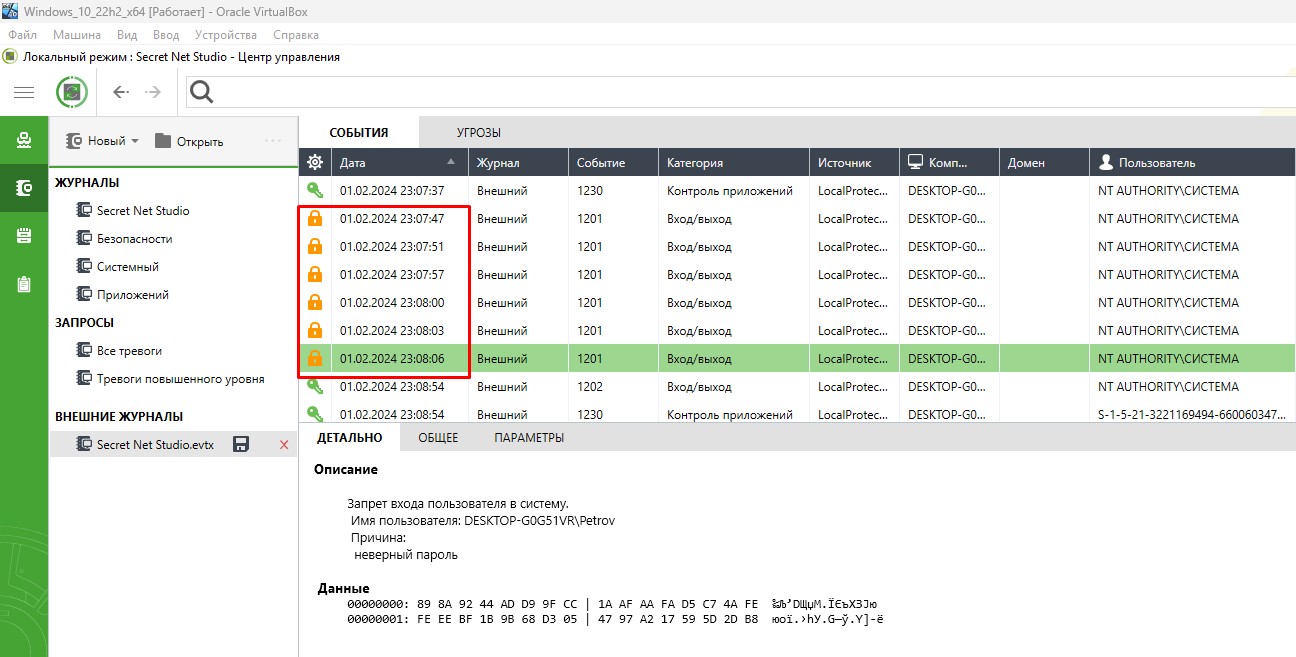 Windows_10_22h2_x64 [Работает] - Oracle VirtualBox
Файл Машина Вид Ввод Устройства Справка
Локальный режим : Secret Net Studio - Центр управления
Новый Открыть ...
СОБЫТИЯ УГРОЗЫ
ЖУРНАЛЫ
Secret Net Studio
Безопасности
Системный
Приложений
ЗАПРОСЫ
Все тревоги
Тревоги повышенного уровня
ВНЕШНИЕ ЖУРНАЛЫ
Secret Net Studio.evtx
Дата Журнал Событие Категория Источник Комп... Домен Пользователь
01.02.2024 23:07:37 Внешний 1230 Контроль приложений LocalProtec... DESKTOP-G0... NT AUTHORITY\СИСТЕМА
01.02.2024 23:07:47 Внешний 1201 Вход/выход LocalProtec... DESKTOP-G0... NT AUTHORITY\СИСТЕМА
01.02.2024 23:07:51 Внешний 1201 Вход/выход LocalProtec... DESKTOP-G0... NT AUTHORITY\СИСТЕМА
01.02.2024 23:07:57 Внешний 1201 Вход/выход LocalProtec... DESKTOP-G0... NT AUTHORITY\СИСТЕМА
01.02.2024 23:08:00 Внешний 1201 Вход/выход LocalProtec... DESKTOP-G0... NT AUTHORITY\СИСТЕМА
01.02.2024 23:08:03 Внешний 1201 Вход/выход LocalProtec... DESKTOP-G0... NT AUTHORITY\СИСТЕМА
01.02.2024 23:08:06 Внешний 1201 Вход/выход LocalProtec... DESKTOP-G0... NT AUTHORITY\СИСТЕМА
01.02.2024 23:08:54 Внешний 1202 Вход/выход LocalProtec... DESKTOP-G0... NT AUTHORITY\СИСТЕМА
01.02.2024 23:08:54 Внешний 1230 Контроль приложений LocalProtec... DESKTOP-G0... S-1-5-21-3221169494-660060347...
ДЕТАЛЬНО ОБЩЕЕ ПАРАМЕТРЫ
Описание
Запрет входа пользователя в систему.
Имя пользователя: DESKTOP-G0G51VR\Petrov
Причина:
неверный пароль
Данные
00000000: 89 8A 92 44 AD D9 9F CC | 1A AF AA FA D5 C7 4A FE ‰Љ’DЩџМ.ЇЄъХЗJю
00000001: FE EE BF 1B 9B 68 D3 05 | 47 97 A2 17 59 5D 2D B8 юої.›hУ.G—ў.Y]-ё